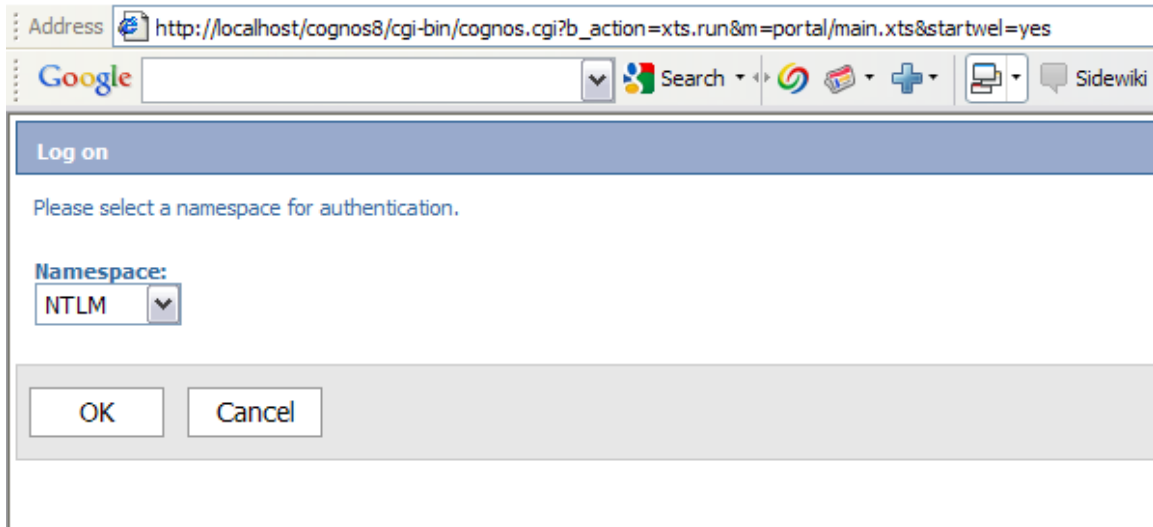 Address http://localhost/cognos8/cgi-bin/cognos.cgi?b_action=xts.run&m=portal/main.xts&startwel=yes
Google Search Sidewiki
Log on
Please select a namespace for authentication.
Namespace:
NTLM
OK Cancel